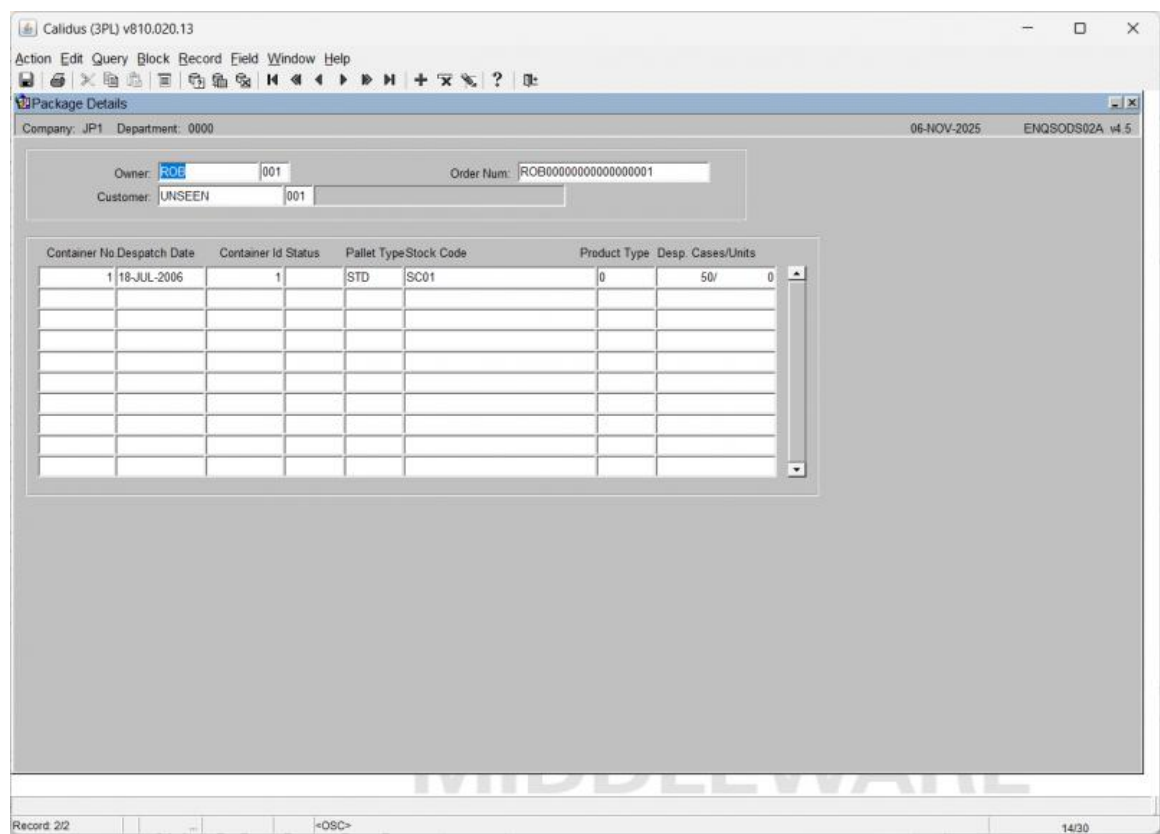 Calidus (3PL) v810.020.13
Action Edit Query Block Record Field Window Help
Package Details
Company: JP1 Department: 0000 06-NOV-2025 ENQSODS02A v4.5
Owner: ROB 001 Order Num: ROB00000000000000001
Customer: UNSEEN 001
Container No Despatch Date Container Id Status Pallet Type Stock Code Product Type Desp. Cases/Units
1 18-JUL-2006 1 STD SC01 0 50/ 0
MIDDLEWARE
Record: 2/2 ... <OSC> 14/30